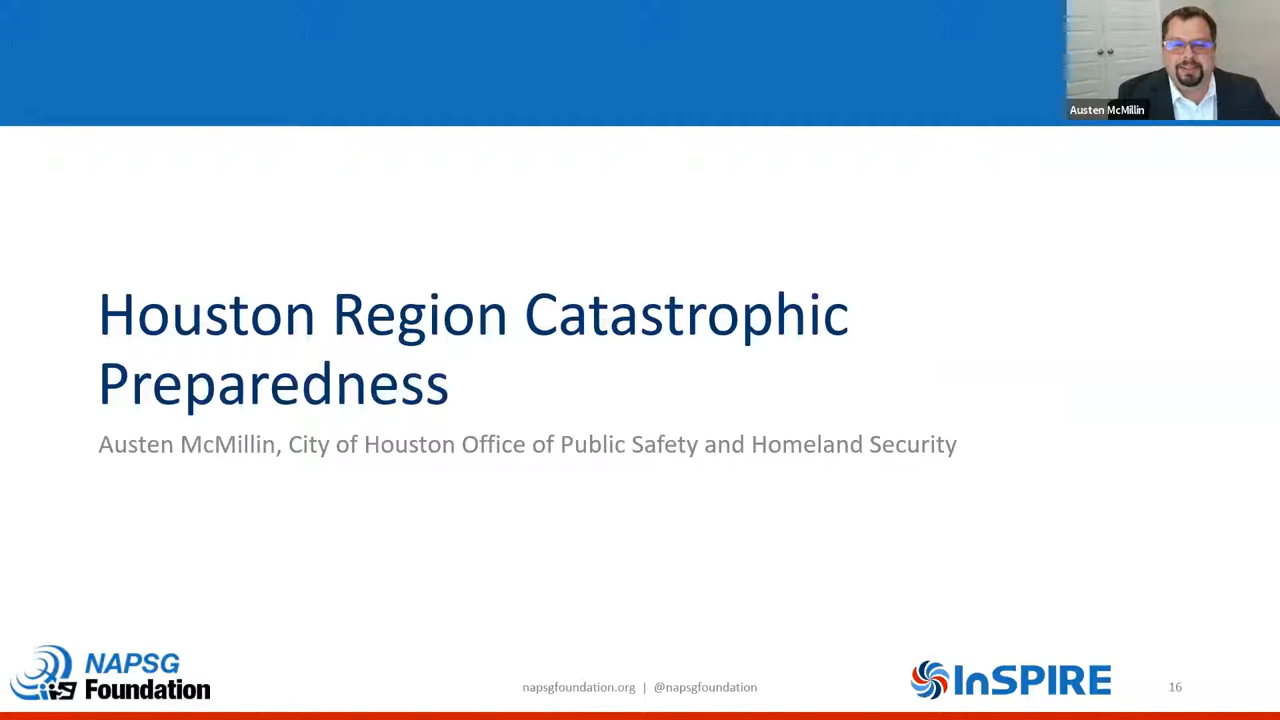 Austen McMillin
Houston Region Catastrophic
Preparedness
Austen McMillin, City of Houston Office of Public Safety and Homeland Security
NAPSG
Foundation
napsgfoundation.org | @napsgfoundation
InSPIRE
16